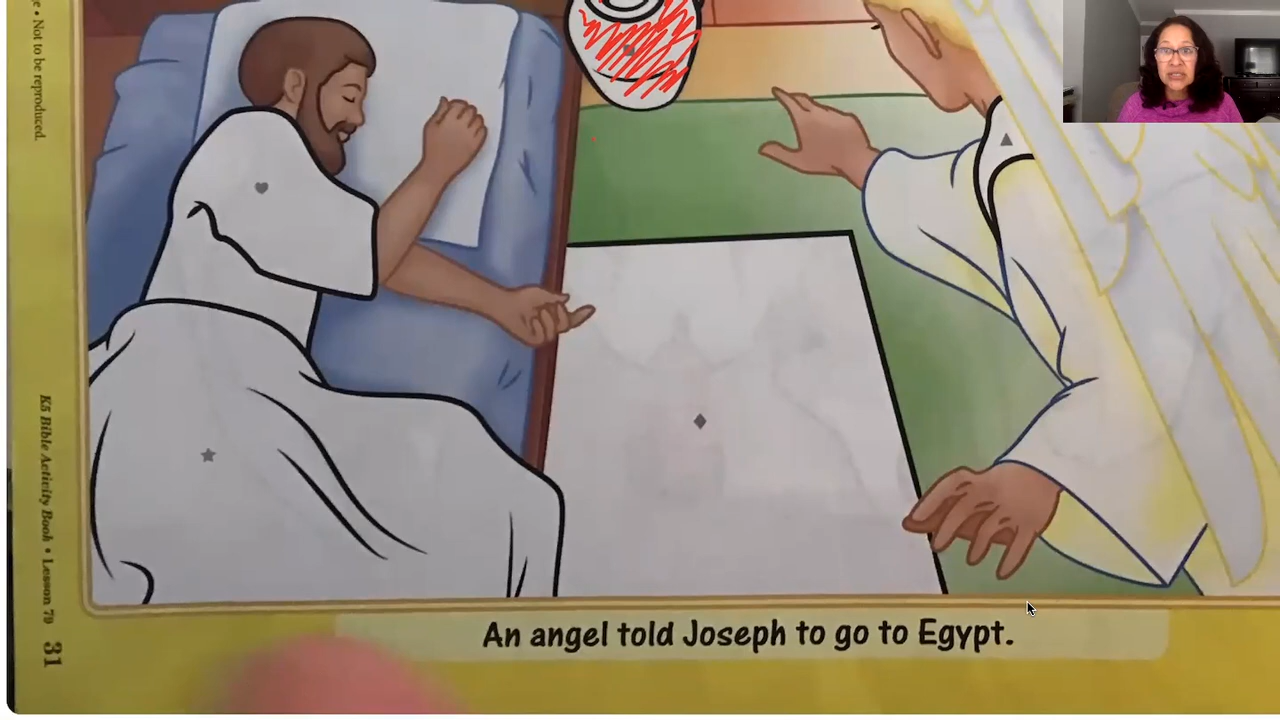 e • Not to be reproduced.
K5 Bible Activity Book • Lesson 79
31
An angel told Joseph to go to Egypt.